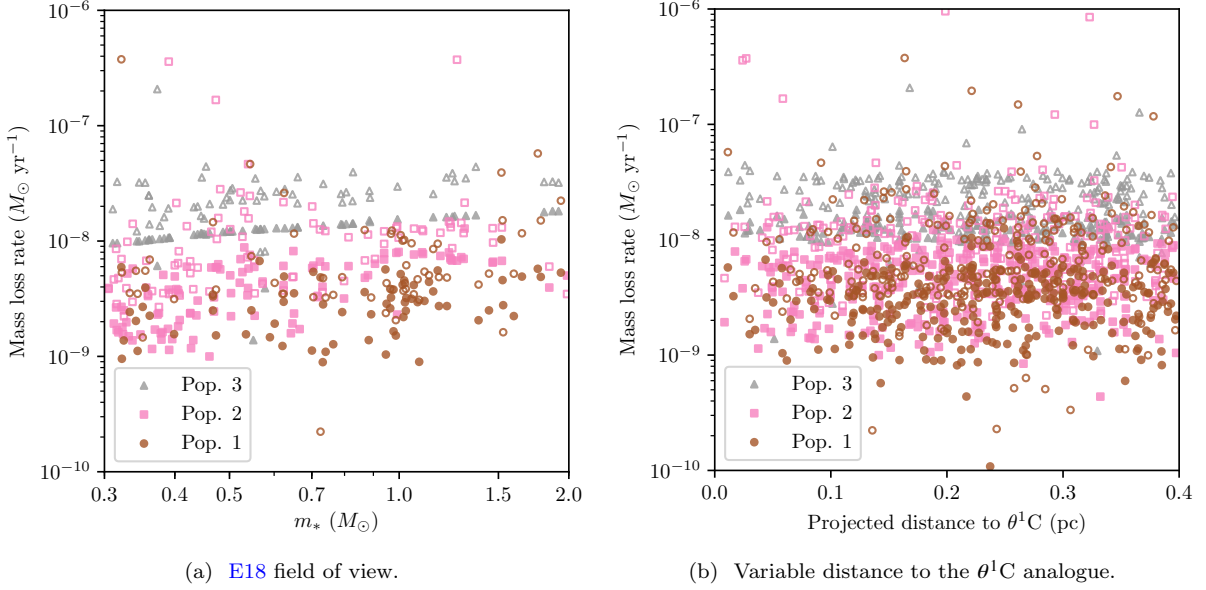 10⁻⁶
10⁻⁷
10⁻⁸
10⁻⁹
10⁻¹⁰
Mass loss rate (M⊙ yr⁻¹)
Pop. 3
Pop. 2
Pop. 1
0.3 0.4 0.5 0.7 1.0 1.5 2.0
m* (M⊙)
(a) E18 field of view.
10⁻⁶
10⁻⁷
10⁻⁸
10⁻⁹
10⁻¹⁰
Mass loss rate (M⊙ yr⁻¹)
Pop. 3
Pop. 2
Pop. 1
0.0 0.1 0.2 0.3 0.4
Projected distance to θ¹C (pc)
(b) Variable distance to the θ¹C analogue.